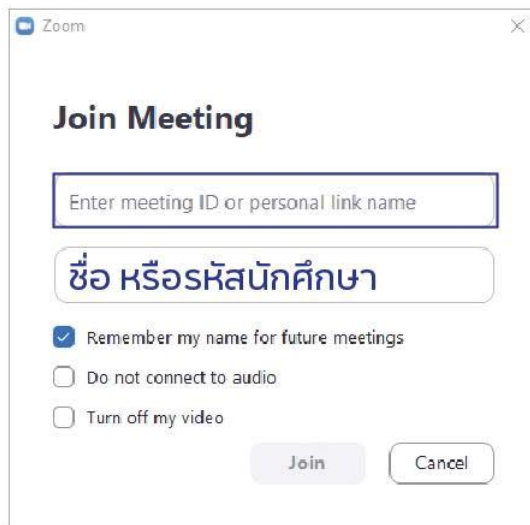 Zoom
Join Meeting
Enter meeting ID or personal link name
ชื่อ หรือรหัสนักศึกษา
Remember my name for future meetings
Do not connect to audio
Turn off my video
Join Cancel